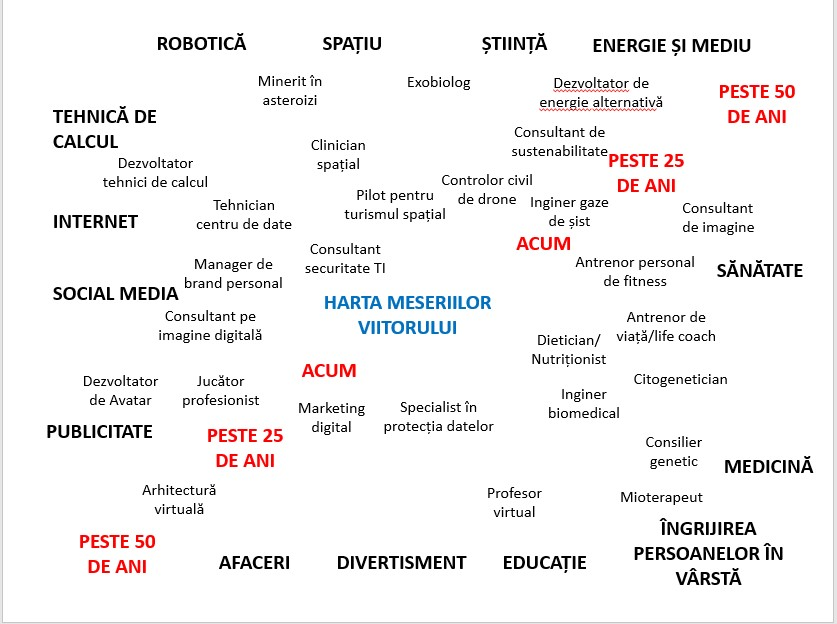 ROBOTICĂ
SPAȚIU
ȘTIINȚĂ
ENERGIE ȘI MEDIU
Minerit în
asteroizi
Exobiolog
Dezvoltator de
energie alternativă
PESTE 50
DE ANI
TEHNICĂ DE
CALCUL
Dezvoltator
tehnici de calcul
Clinician
spațial
Consultant de
sustenabilitate
PESTE 25
DE ANI
Controlor civil
de drone
Pilot pentru
turismul spațial
Tehnician
centru de date
INTERNET
Inginer gaze
de șist
Consultant
de imagine
ACUM
Consultant
securitate TI
Manager de
brand personal
Antrenor personal
de fitness
SĂNĂTATE
SOCIAL MEDIA
HARTA MESERIILOR
VIITORULUI
Consultant pe
imagine digitală
Antrenor de
viață/life coach
Dietician/
Nutriționist
ACUM
Dezvoltator
de Avatar
Jucător
profesionist
Citogenetician
Inginer
biomedical
Marketing
digital
Specialist în
protecția datelor
PUBLICITATE
PESTE 25
DE ANI
Consilier
genetic
MEDICINĂ
Arhitectură
virtuală
Profesor
virtual
Mioterapeut
PESTE 50
DE ANI
AFACERI
DIVERTISMENT
EDUCAȚIE
ÎNGRIJIREA
PERSOANELOR ÎN
VÂRSTĂ